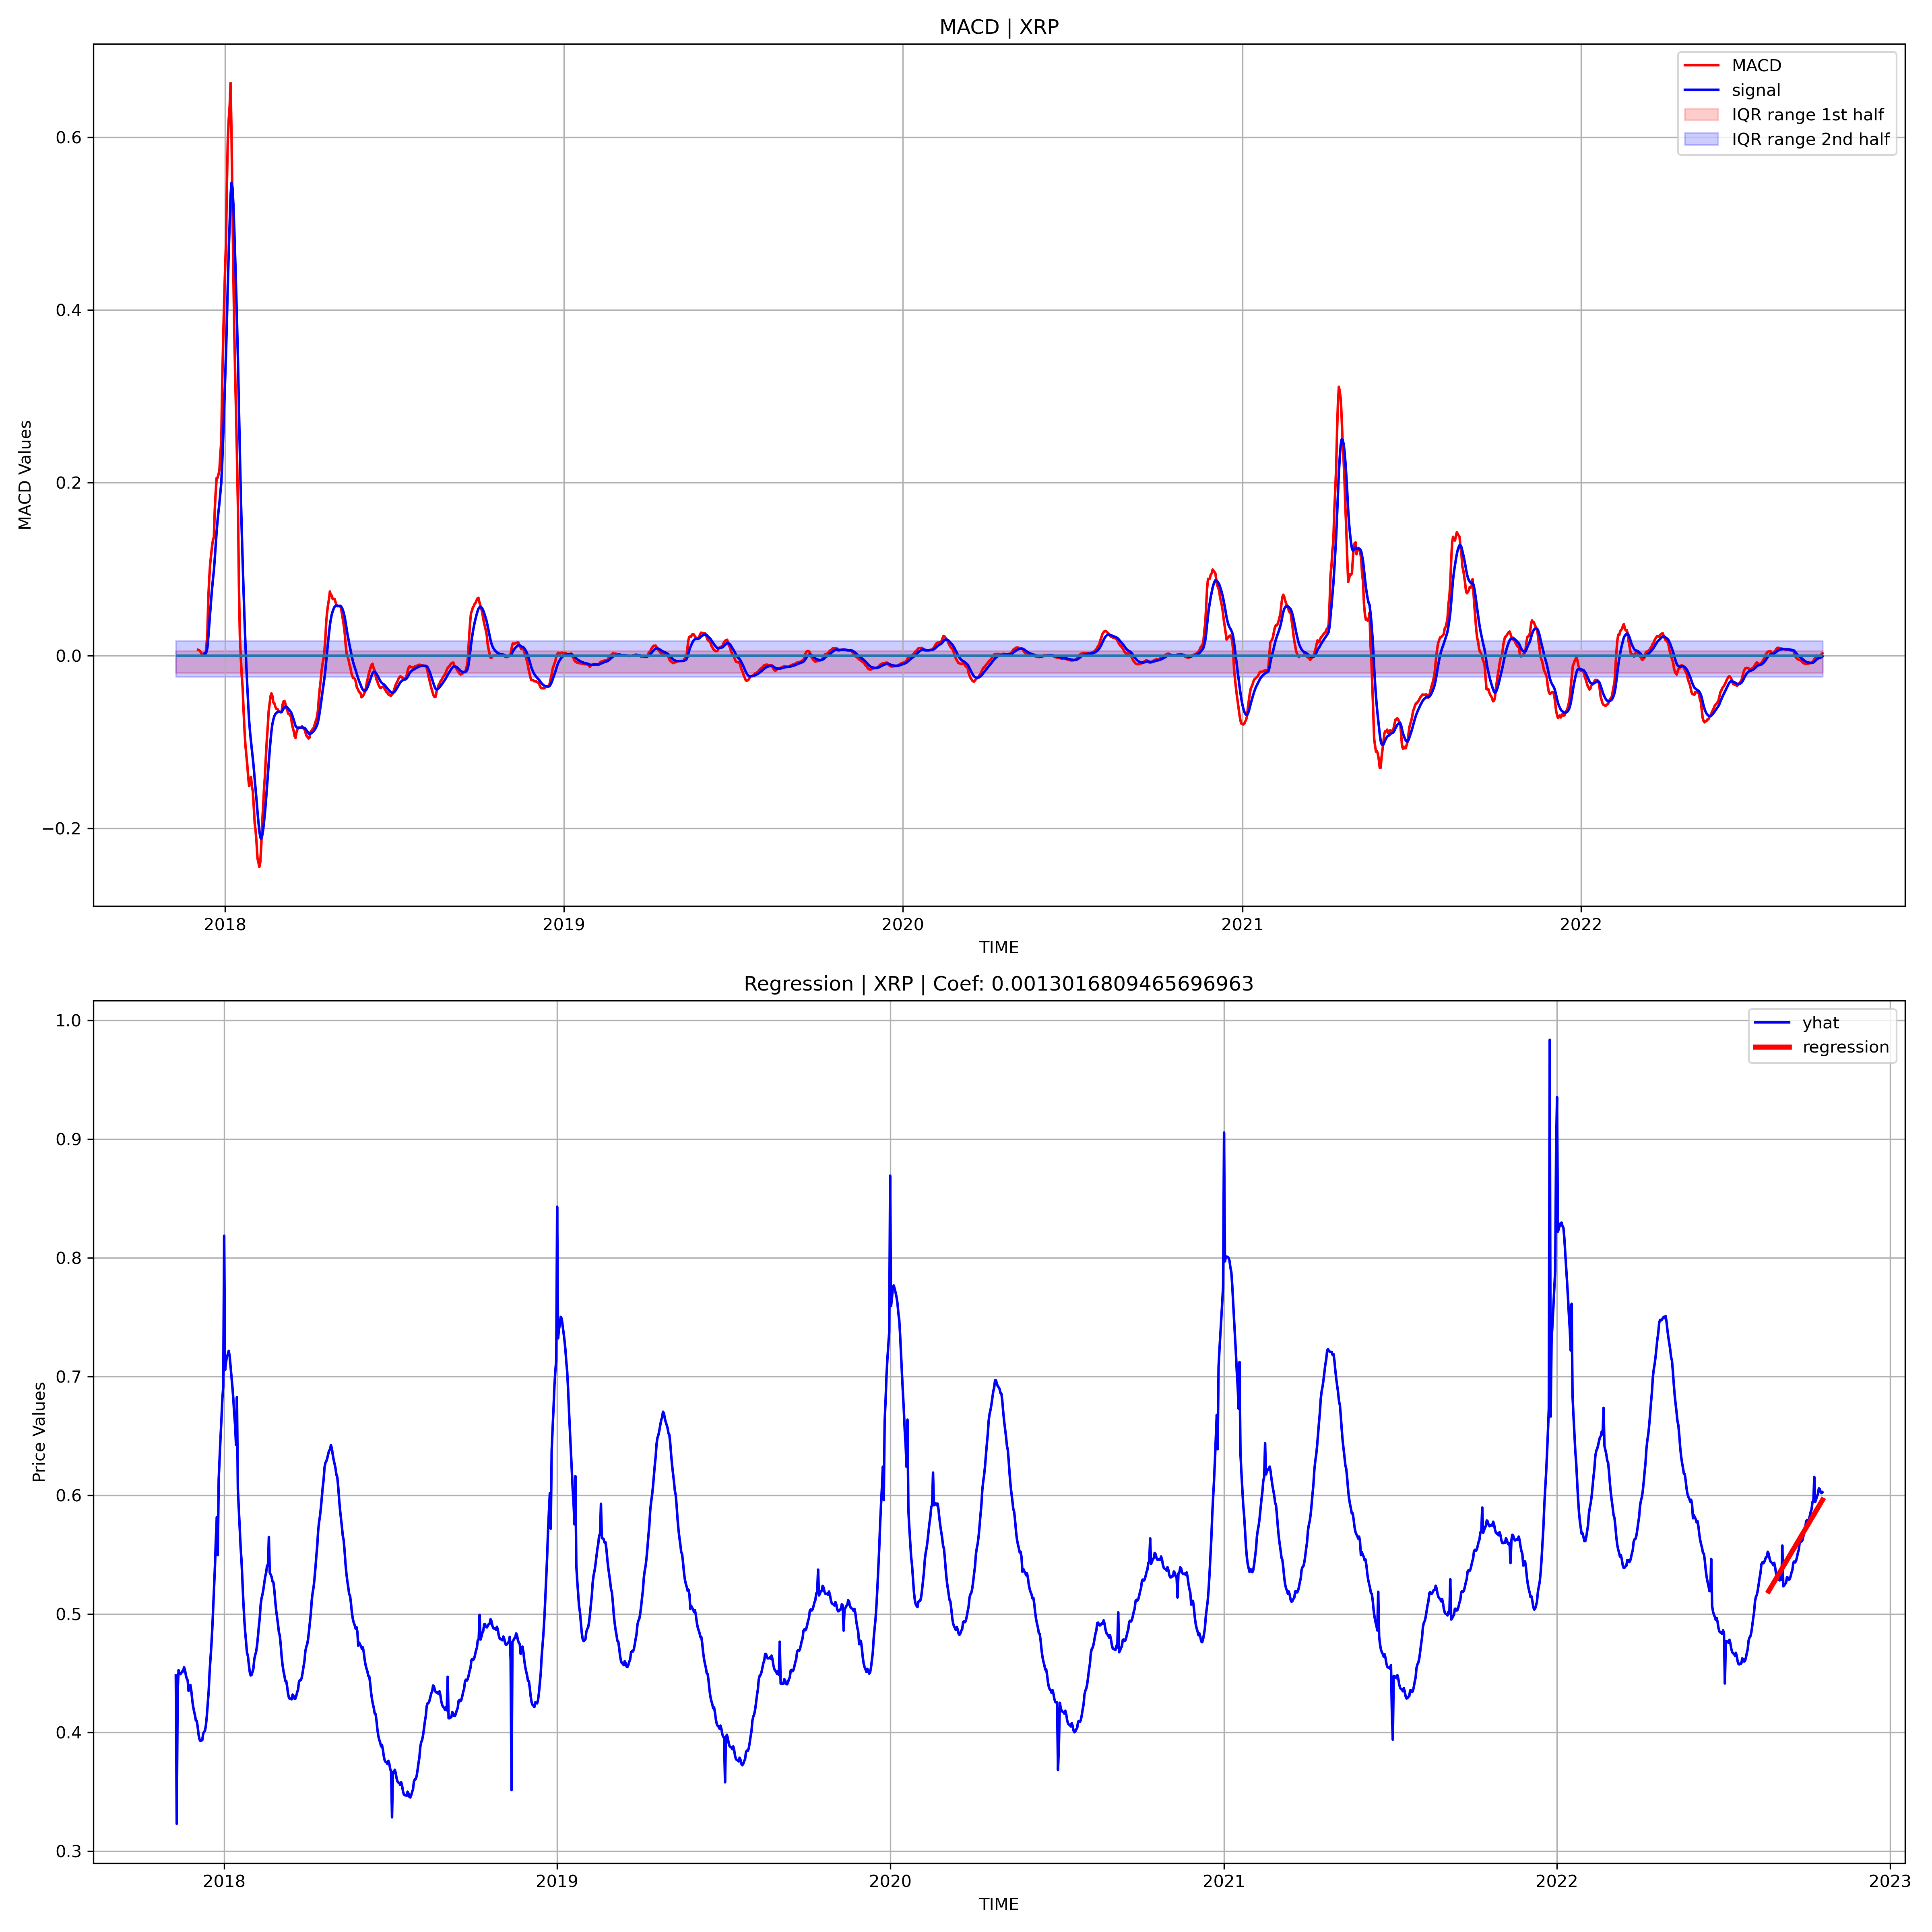 MACD | XRP
MACD
signal
IQR range 1st half
IQR range 2nd half
0.6
0.4
0.2
0.0
−0.2
MACD Values
2018 2019 2020 2021 2022
TIME
Regression | XRP | Coef: 0.0013016809465696963
yhat
regression
1.0
0.9
0.8
0.7
0.6
0.5
0.4
0.3
Price Values
2018 2019 2020 2021 2022 2023
TIME